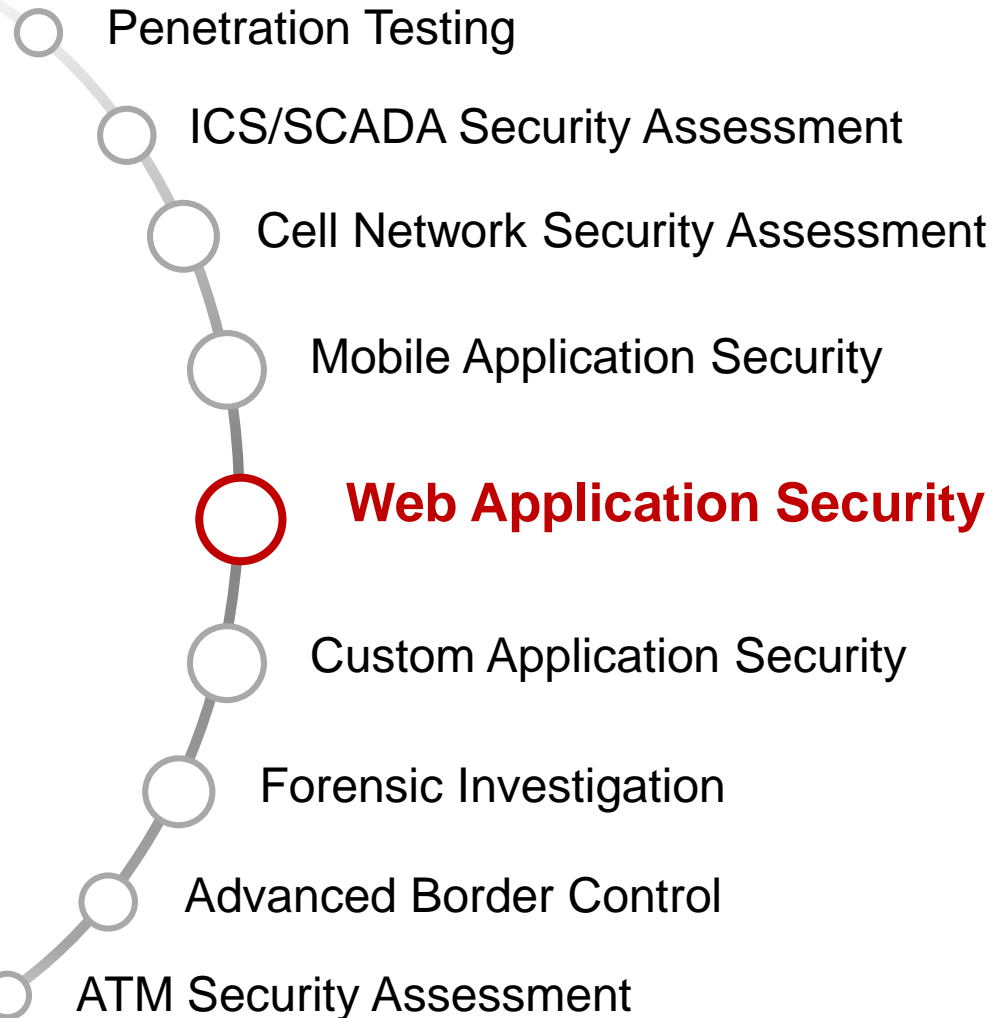 Penetration Testing
ICS/SCADA Security Assessment
Cell Network Security Assessment
Mobile Application Security
Web Application Security
Custom Application Security
Forensic Investigation
Advanced Border Control
ATM Security Assessment